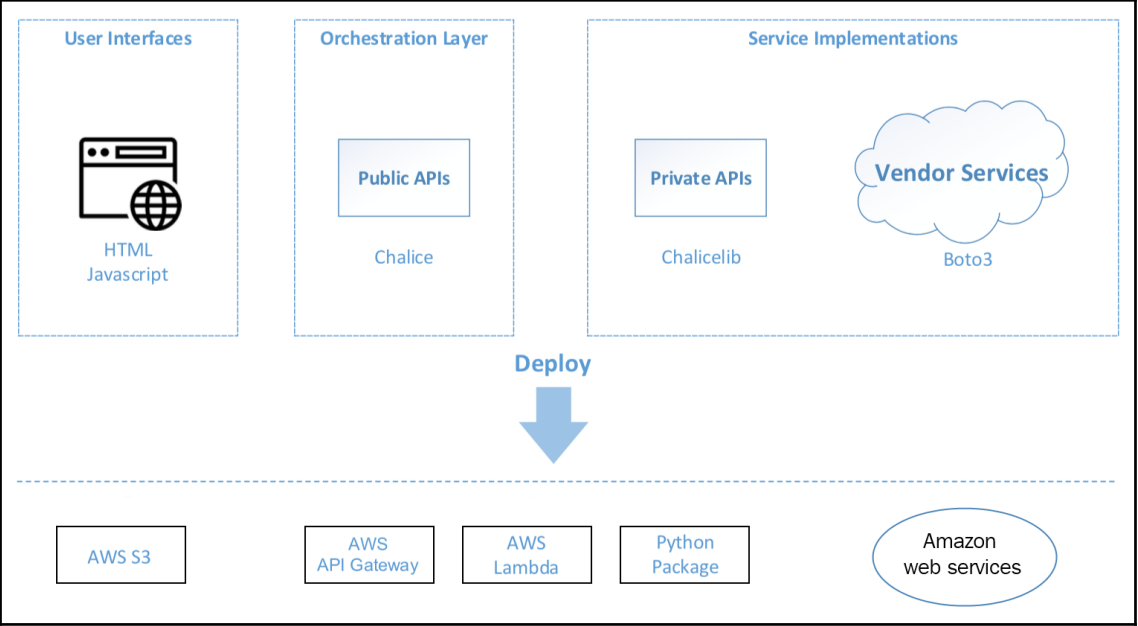 User Interfaces
Orchestration Layer
Service Implementations
Public APIs
Private APIs
Vendor Services
HTML
Javascript
Chalice
Chalicelib
Boto3
Deploy
AWS S3
AWS
API Gateway
AWS
Lambda
Python
Package
Amazon
web services